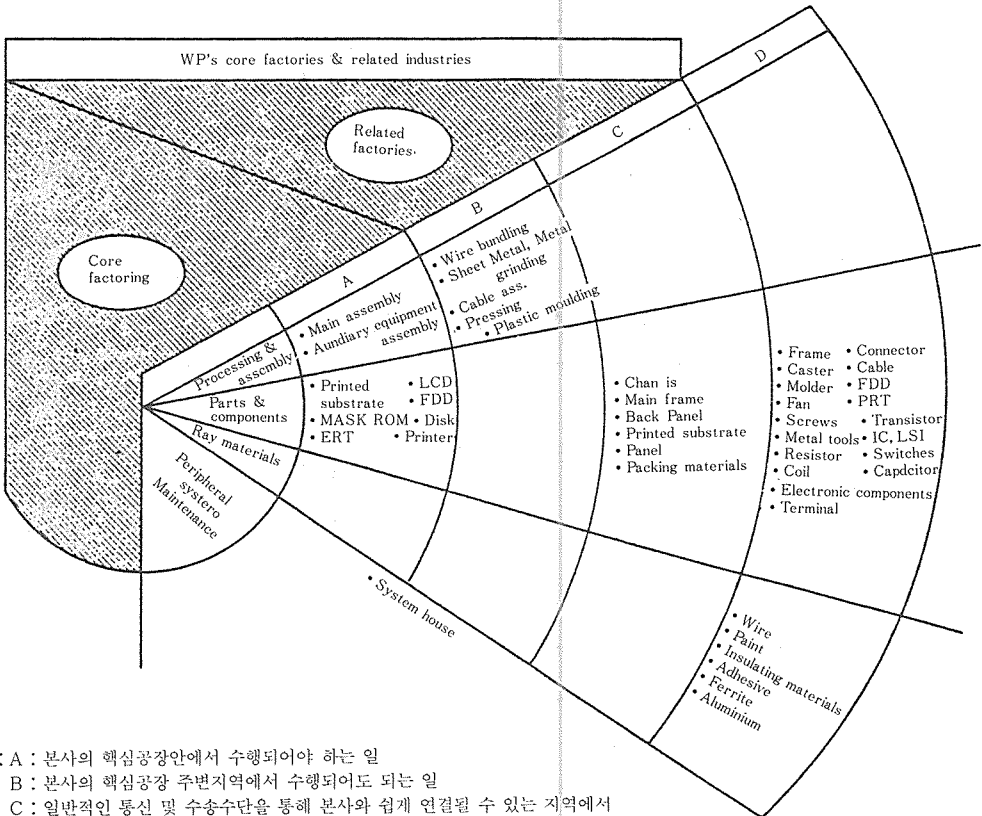 WP's core factories & related industries
Related
factories.
Core
factoring
A
B
C
D
Processing &
assembly
• Main assembly
• Aundiary equipment
assembly
• Wire bundling
• Sheet Metal, Metal
grinding
• Cable ass.
• Pressing
• Plastic moulding
Parts &
components
• Printed
substrate
• MASK ROM
• ERT
• LCD
• FDD
• Disk
• Printer
• Chan is
• Main frame
• Back Panel
• Printed substrate
• Panel
• Packing materials
• Frame
• Caster
• Molder
• Fan
• Screws
• Metal tools
• Resistor
• Coil
• Electronic components
• Terminal
• Connector
• Cable
• FDD
• PRT
• Transistor
• IC, LSI
• Switches
• Capdcitor
Ray materials
• Wire
• Paint
• Insulating materials
• Adhesive
• Ferrite
• Aluminium
Peripheral
systero
Maintenance
• System house
: A : 본사의 핵심공장안에서 수행되어야 하는 일
B : 본사의 핵심공장 주변지역에서 수행되어도 되는 일
C : 일반적인 통신 및 수송수단을 통해 본사와 쉽게 연결될 수 있는 지역에서